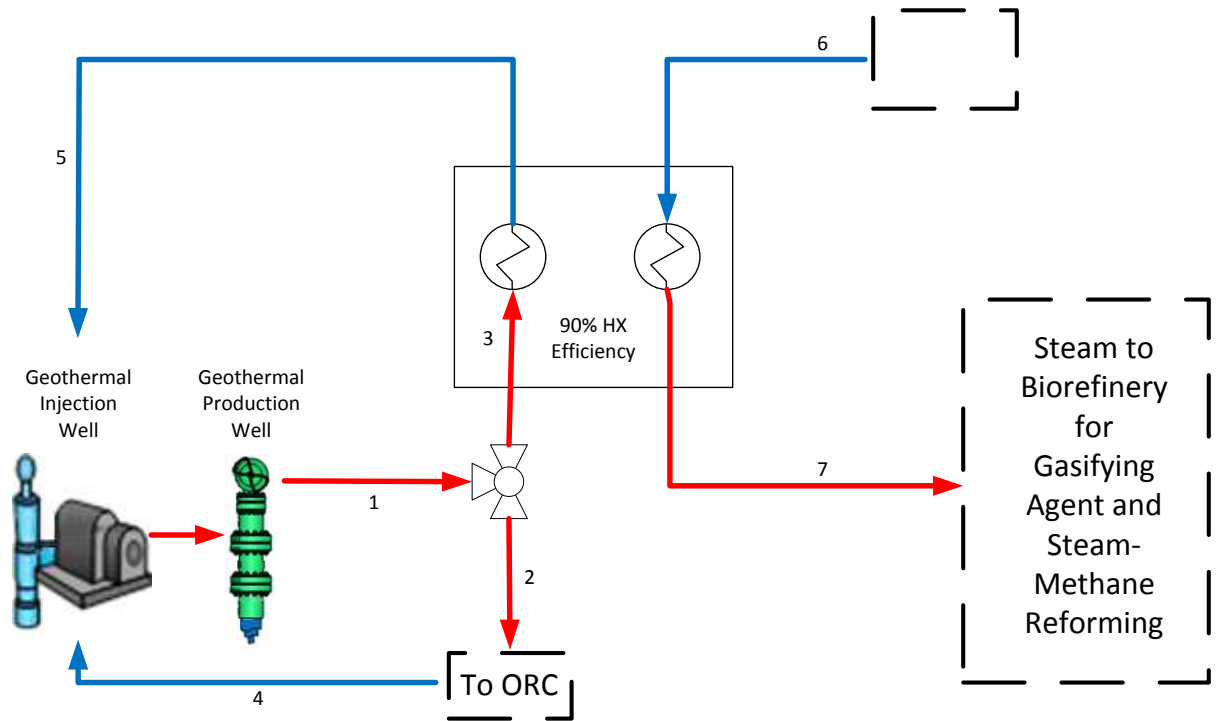 6
5
3
90% HX
Efficiency
Geothermal
Injection
Well
Geothermal
Production
Well
1
2
4
To ORC
7
Steam to
Biorefinery
for
Gasifying
Agent and
Steam-
Methane
Reforming